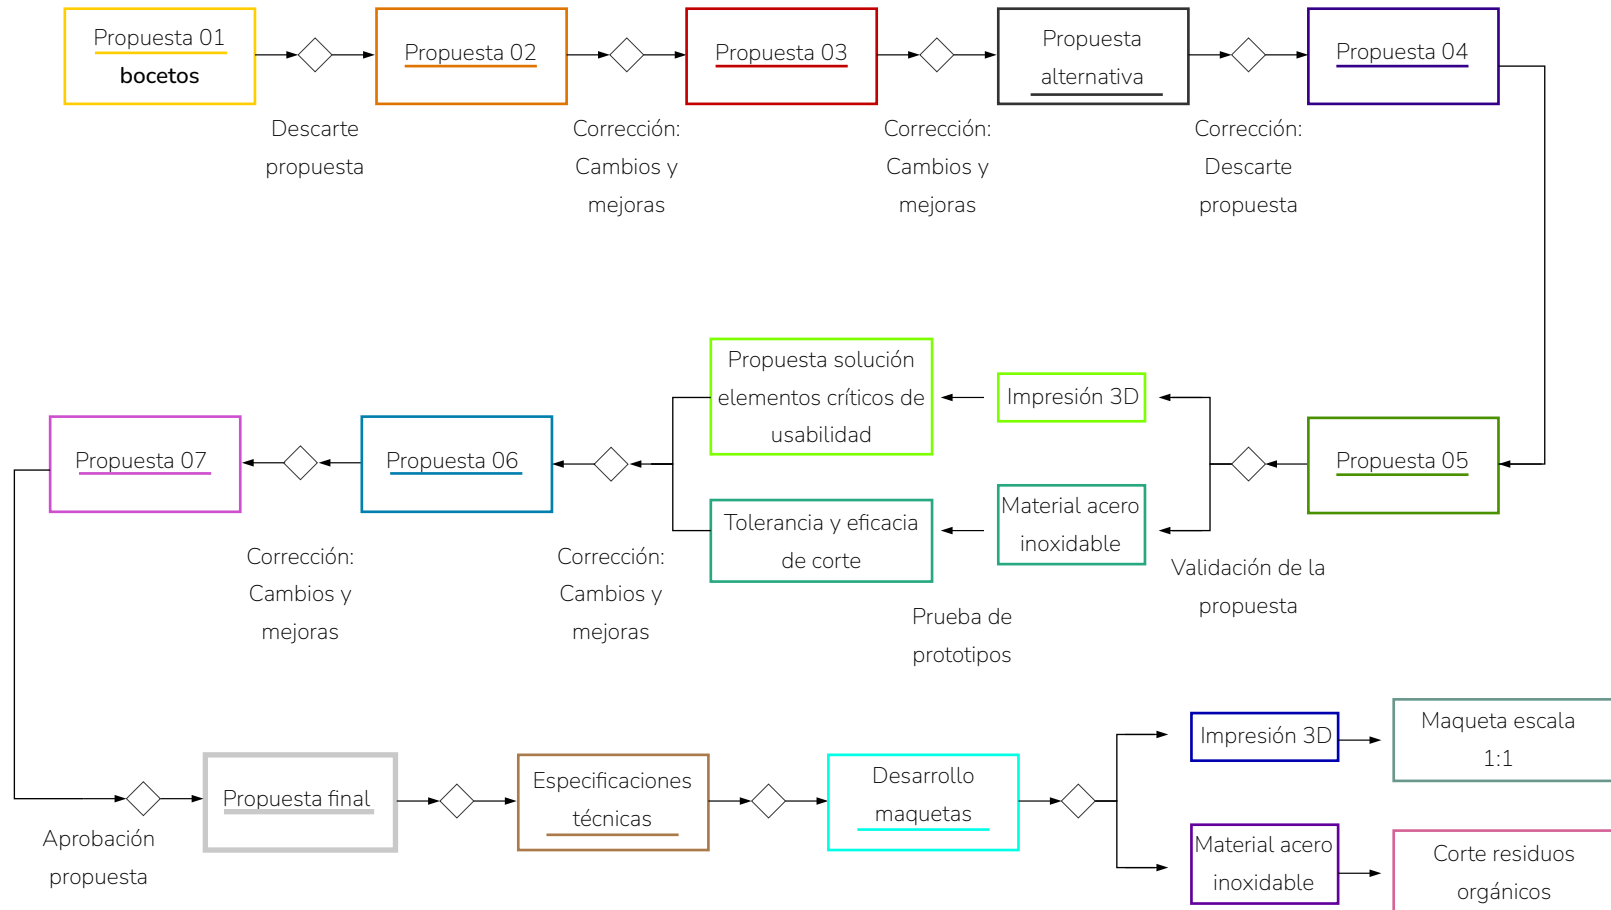 Propuesta 01
bocetos
Propuesta 02
Propuesta 03
Propuesta
alternativa
Propuesta 04
Descarte
propuesta
Corrección:
Cambios y
mejoras
Corrección:
Cambios y
mejoras
Corrección:
Descarte
propuesta
Propuesta 05
Validación de la
propuesta
Impresión 3D
Material acero
inoxidable
Prueba de
prototipos
Propuesta solución
elementos críticos de
usabilidad
Tolerancia y eficacia
de corte
Corrección:
Cambios y
mejoras
Propuesta 06
Corrección:
Cambios y
mejoras
Propuesta 07
Aprobación
propuesta
Propuesta final
Especificaciones
técnicas
Desarrollo
maquetas
Impresión 3D
Maqueta escala
1:1
Material acero
inoxidable
Corte residuos
orgánicos